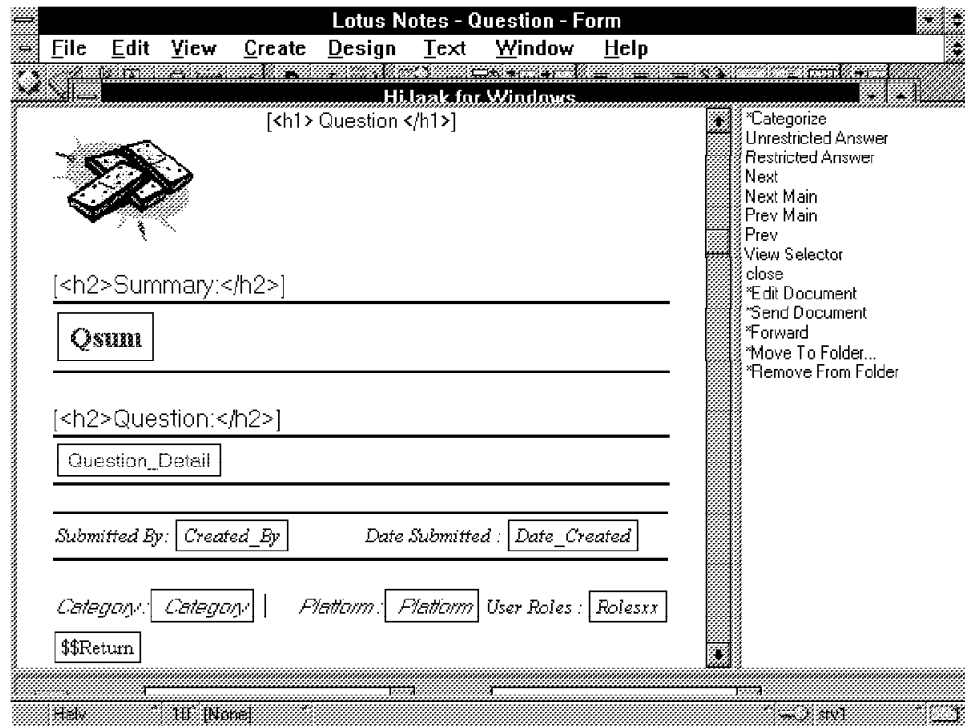 Lotus Notes - Question - Form
File Edit View Create Design Text Window Help
HiJaak for Windows
[<h1> Question </h1>]
[<h2>Summary:</h2>]
Qsum
[<h2>Question:</h2>]
Question_Detail
Submitted By: Created_By Date Submitted : Date_Created
Category: Category Platform: Platform User Roles : Rolesxx
$$Return
*Categorize
Unrestricted Answer
Restricted Answer
Next
Next Main
Prev Main
Prev
View Selector
close
*Edit Document
*Send Document
*Forward
*Move To Folder...
*Remove From Folder
Helv 10 [None] srv1